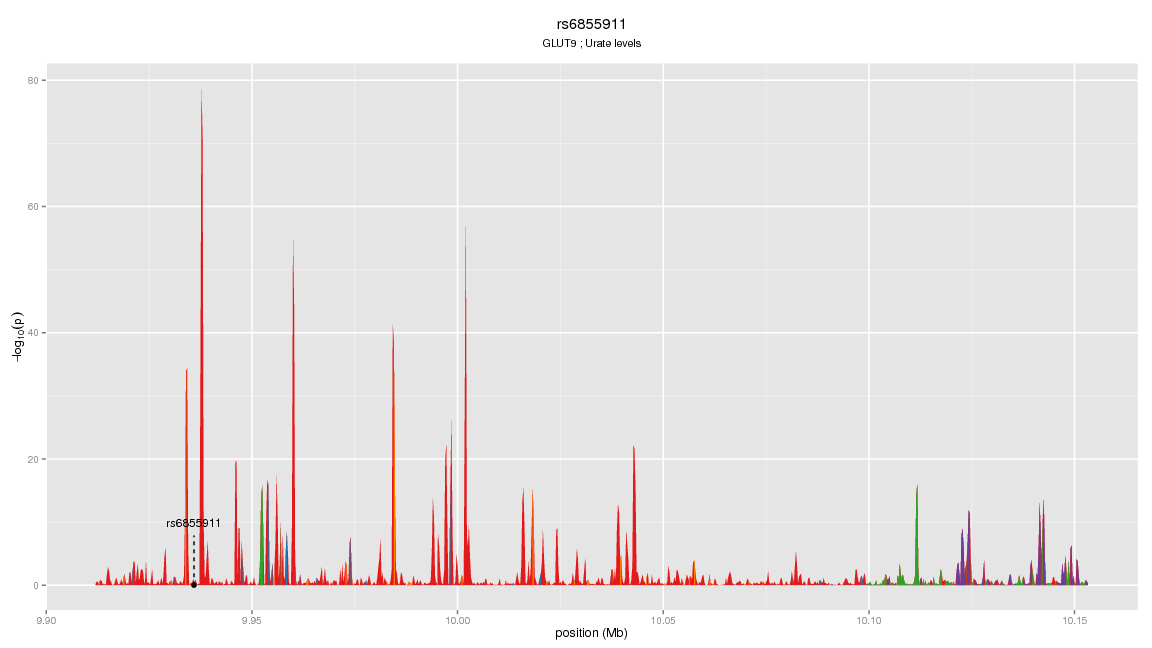 rs6855911
GLUT9 ; Urate levels
80
60
40
20
0
-log10(p)
rs6855911
9.90
9.95
10.00
10.05
10.10
10.15
position (Mb)